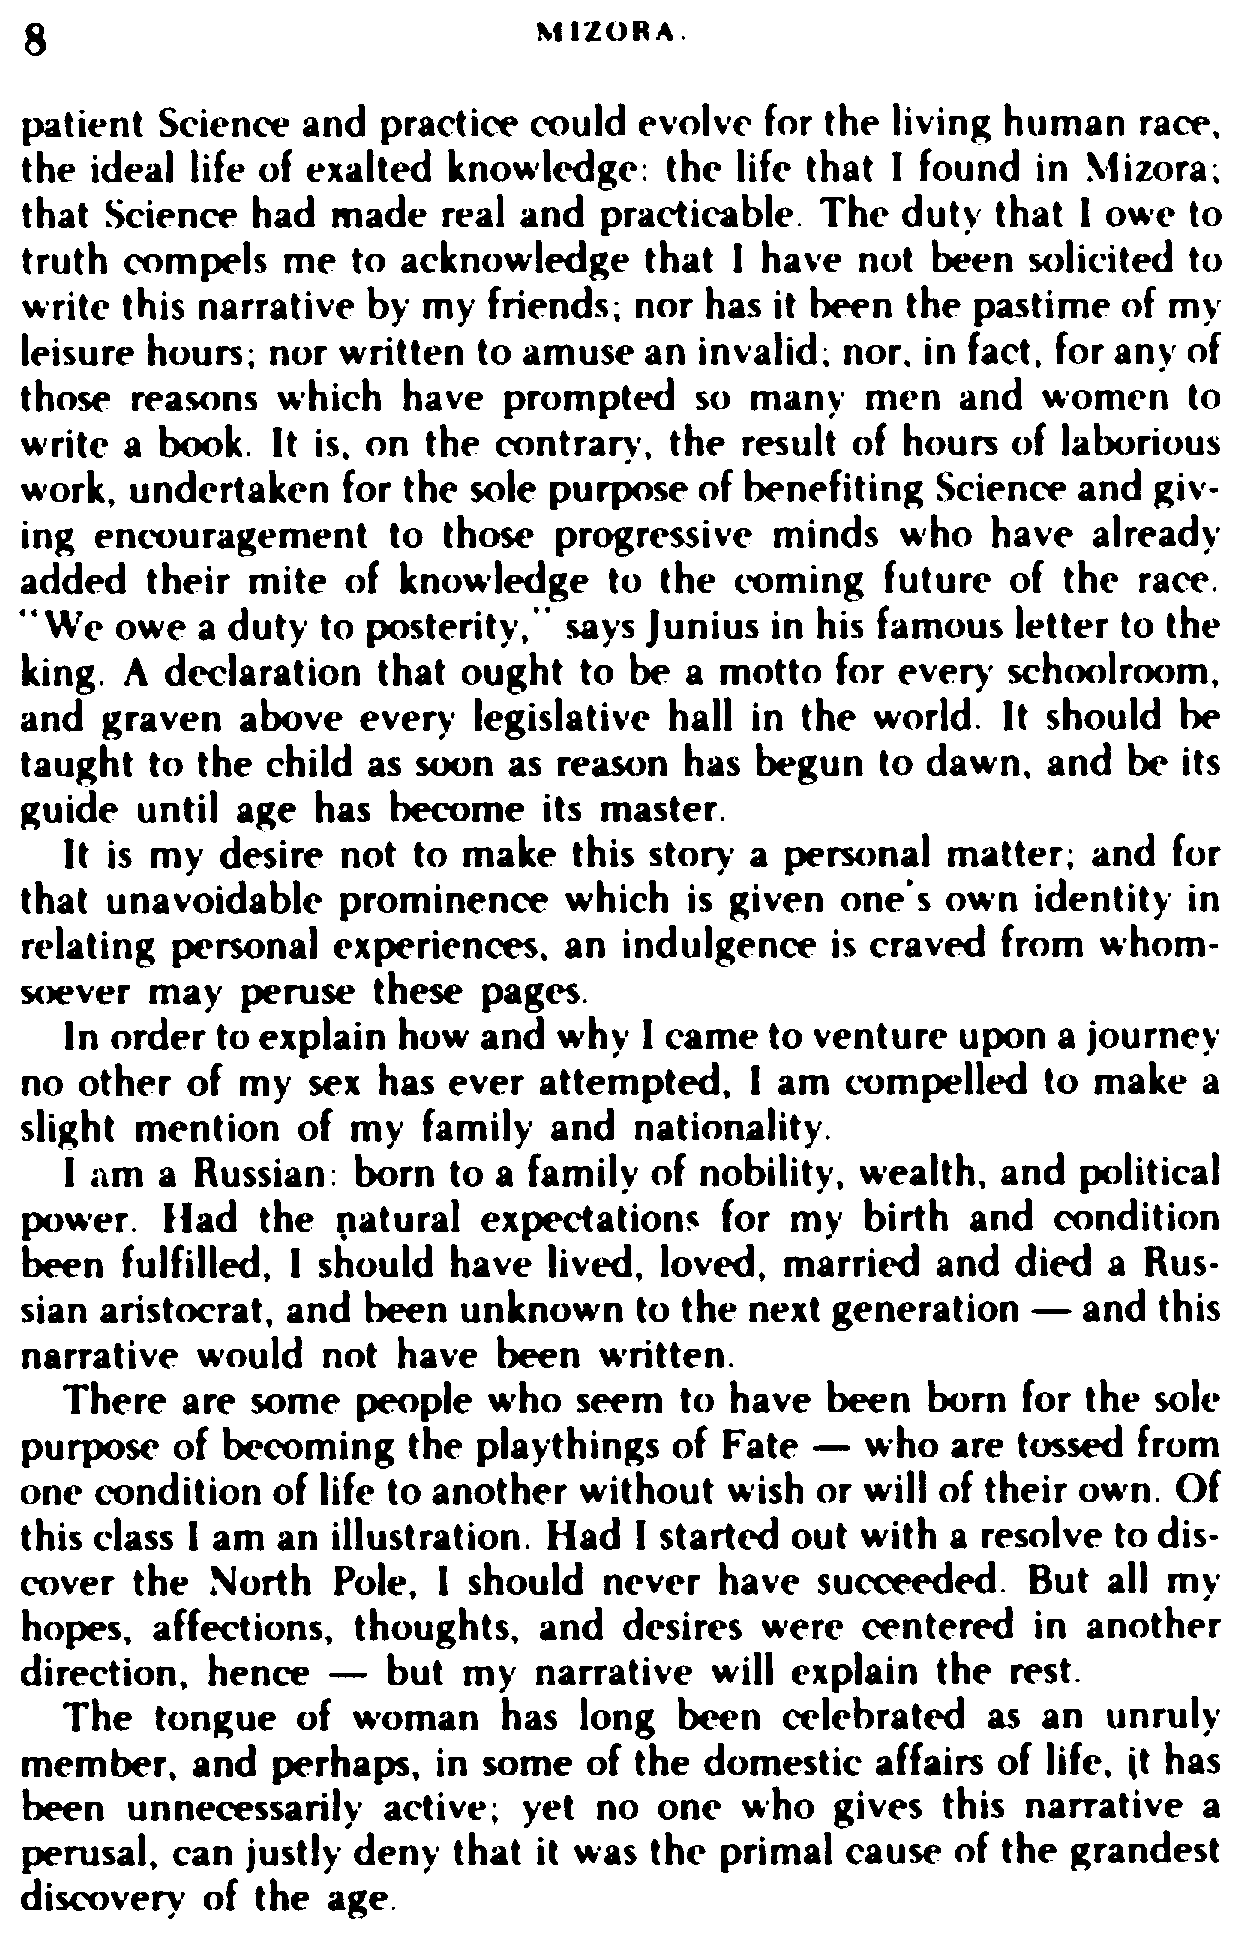 8 MIZORA.
patient Science and practice could evolve for the living human race,
the ideal life of exalted knowledge: the life that I found in Mizora;
that Science had made real and practicable. The duty that I owe to
truth compels me to acknowledge that I have not been solicited to
write this narrative by my friends; nor has it been the pastime of my
leisure hours; nor written to amuse an invalid; nor, in fact, for any of
those reasons which have prompted so many men and women to
write a book. It is, on the contrary, the result of hours of laborious
work, undertaken for the sole purpose of benefiting Science and giv-
ing encouragement to those progressive minds who have already
added their mite of knowledge to the coming future of the race.
"We owe a duty to posterity," says Junius in his famous letter to the
king. A declaration that ought to be a motto for every schoolroom,
and graven above every legislative hall in the world. It should be
taught to the child as soon as reason has begun to dawn, and be its
guide until age has become its master.
It is my desire not to make this story a personal matter; and for
that unavoidable prominence which is given one's own identity in
relating personal experiences, an indulgence is craved from whom-
soever may peruse these pages.
In order to explain how and why I came to venture upon a journey
no other of my sex has ever attempted, I am compelled to make a
slight mention of my family and nationality.
I am a Russian: born to a family of nobility, wealth, and political
power. Had the natural expectations for my birth and condition
been fulfilled, I should have lived, loved, married and died a Rus-
sian aristocrat, and been unknown to the next generation — and this
narrative would not have been written.
There are some people who seem to have been born for the sole
purpose of becoming the playthings of Fate — who are tossed from
one condition of life to another without wish or will of their own. Of
this class I am an illustration. Had I started out with a resolve to dis-
cover the North Pole, I should never have succeeded. But all my
hopes, affections, thoughts, and desires were centered in another
direction, hence — but my narrative will explain the rest.
The tongue of woman has long been celebrated as an unruly
member, and perhaps, in some of the domestic affairs of life, it has
been unnecessarily active; yet no one who gives this narrative a
perusal, can justly deny that it was the primal cause of the grandest
discovery of the age.